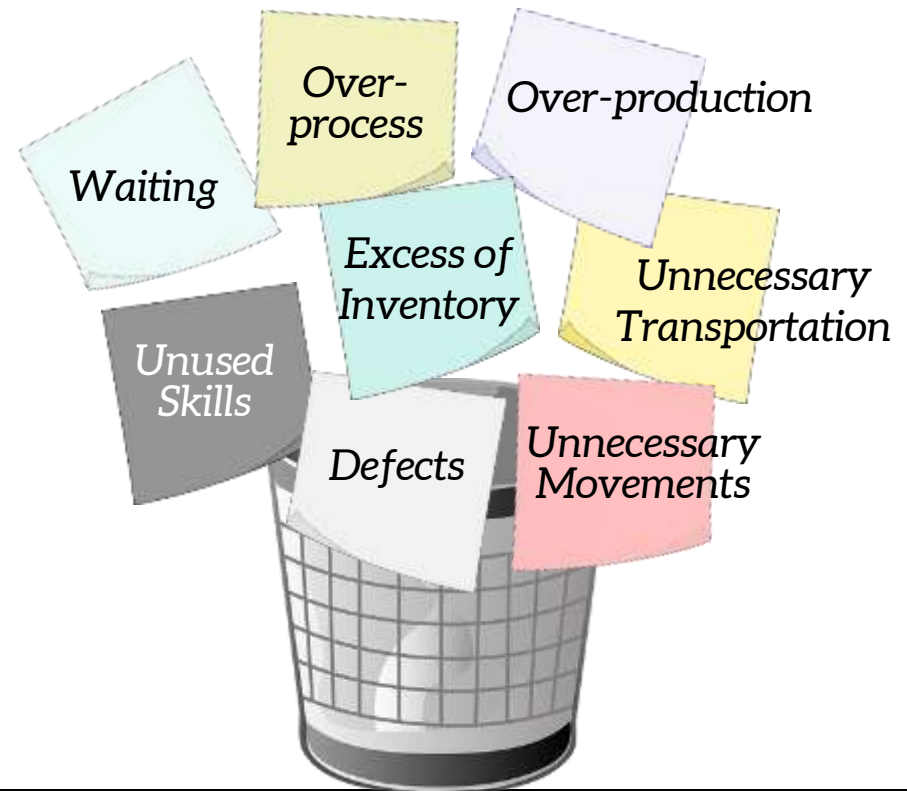 Over-
process
Over-production
Waiting
Excess of
Inventory
Unnecessary
Transportation
Unused
Skills
Defects
Unnecessary
Movements